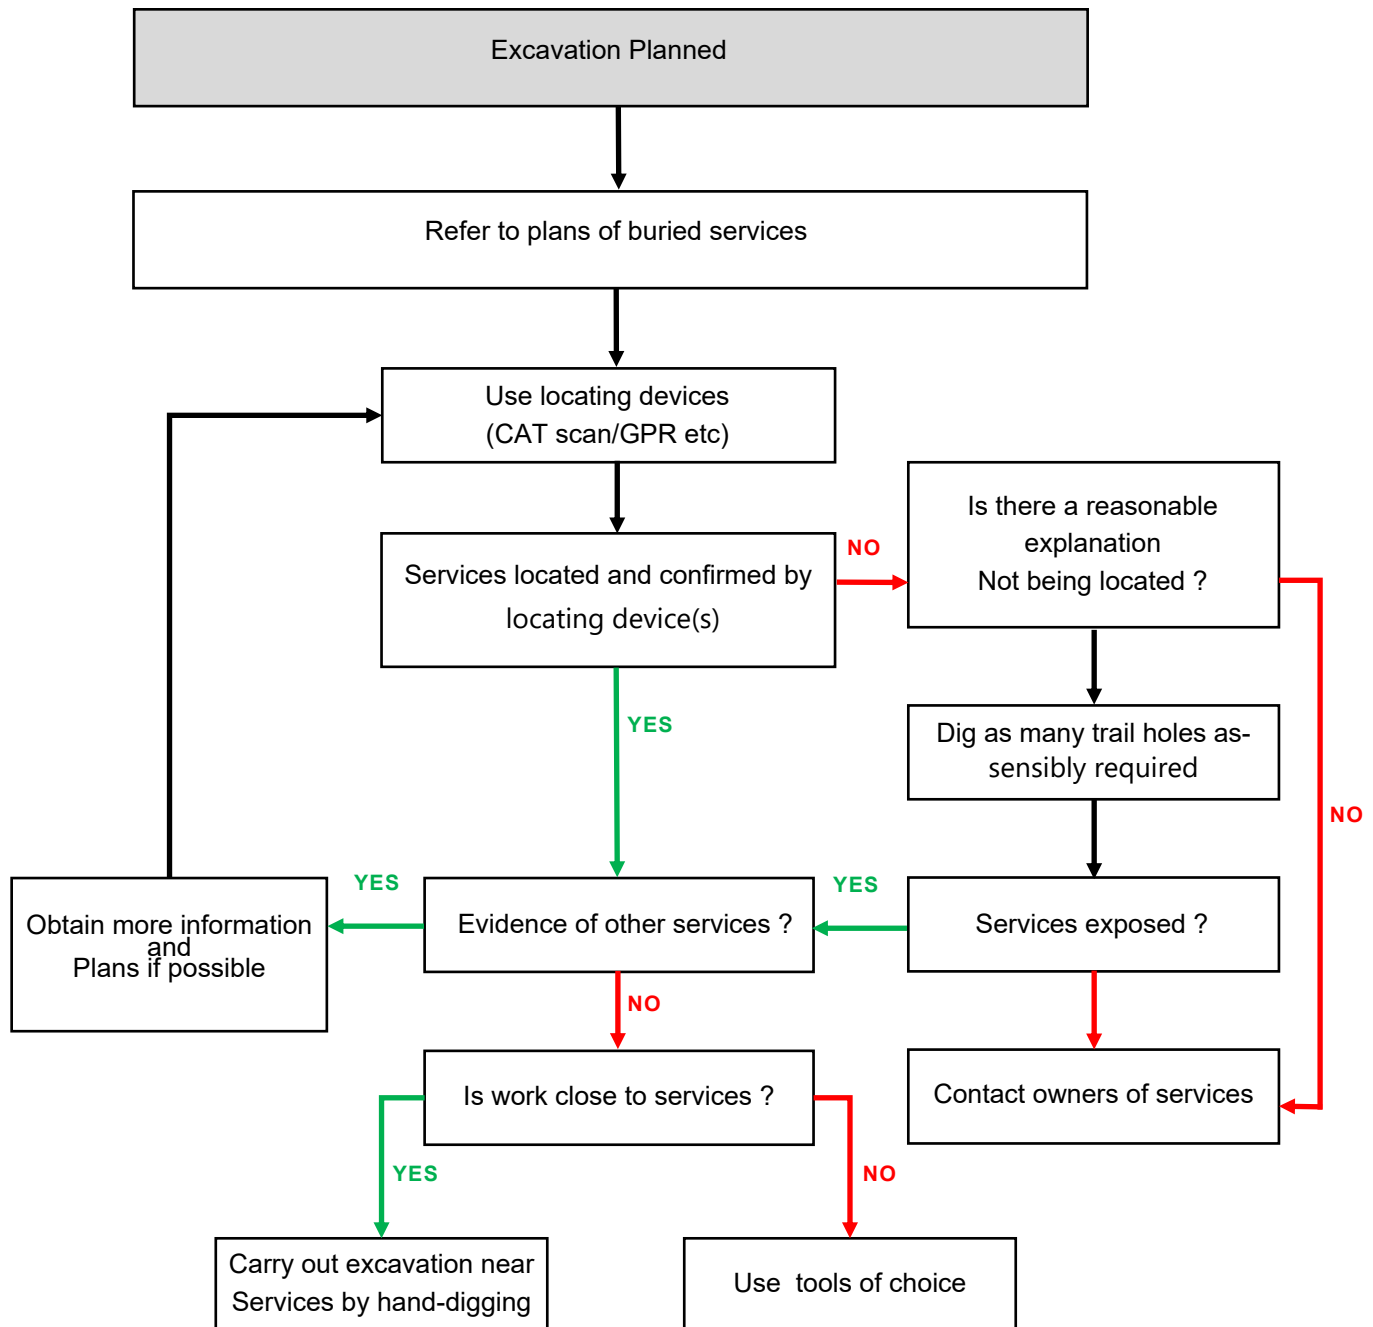 Excavation Planned
Refer to plans of buried services
Use locating devices
(CAT scan/GPR etc)
Services located and confirmed by
locating device(s)
NO
Is there a reasonable
explanation
Not being located ?
YES
Dig as many trail holes as-
sensibly required
NO
Obtain more information
and
Plans if possible
YES
Evidence of other services ?
YES
Services exposed ?
NO
Is work close to services ?
Contact owners of services
YES
NO
Carry out excavation near
Services by hand-digging
Use  tools of choice